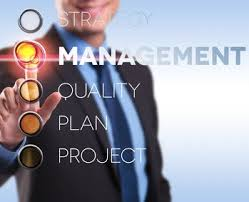 STRATEGY
MANAGEMENT
QUALITY
PLAN
PROJECT